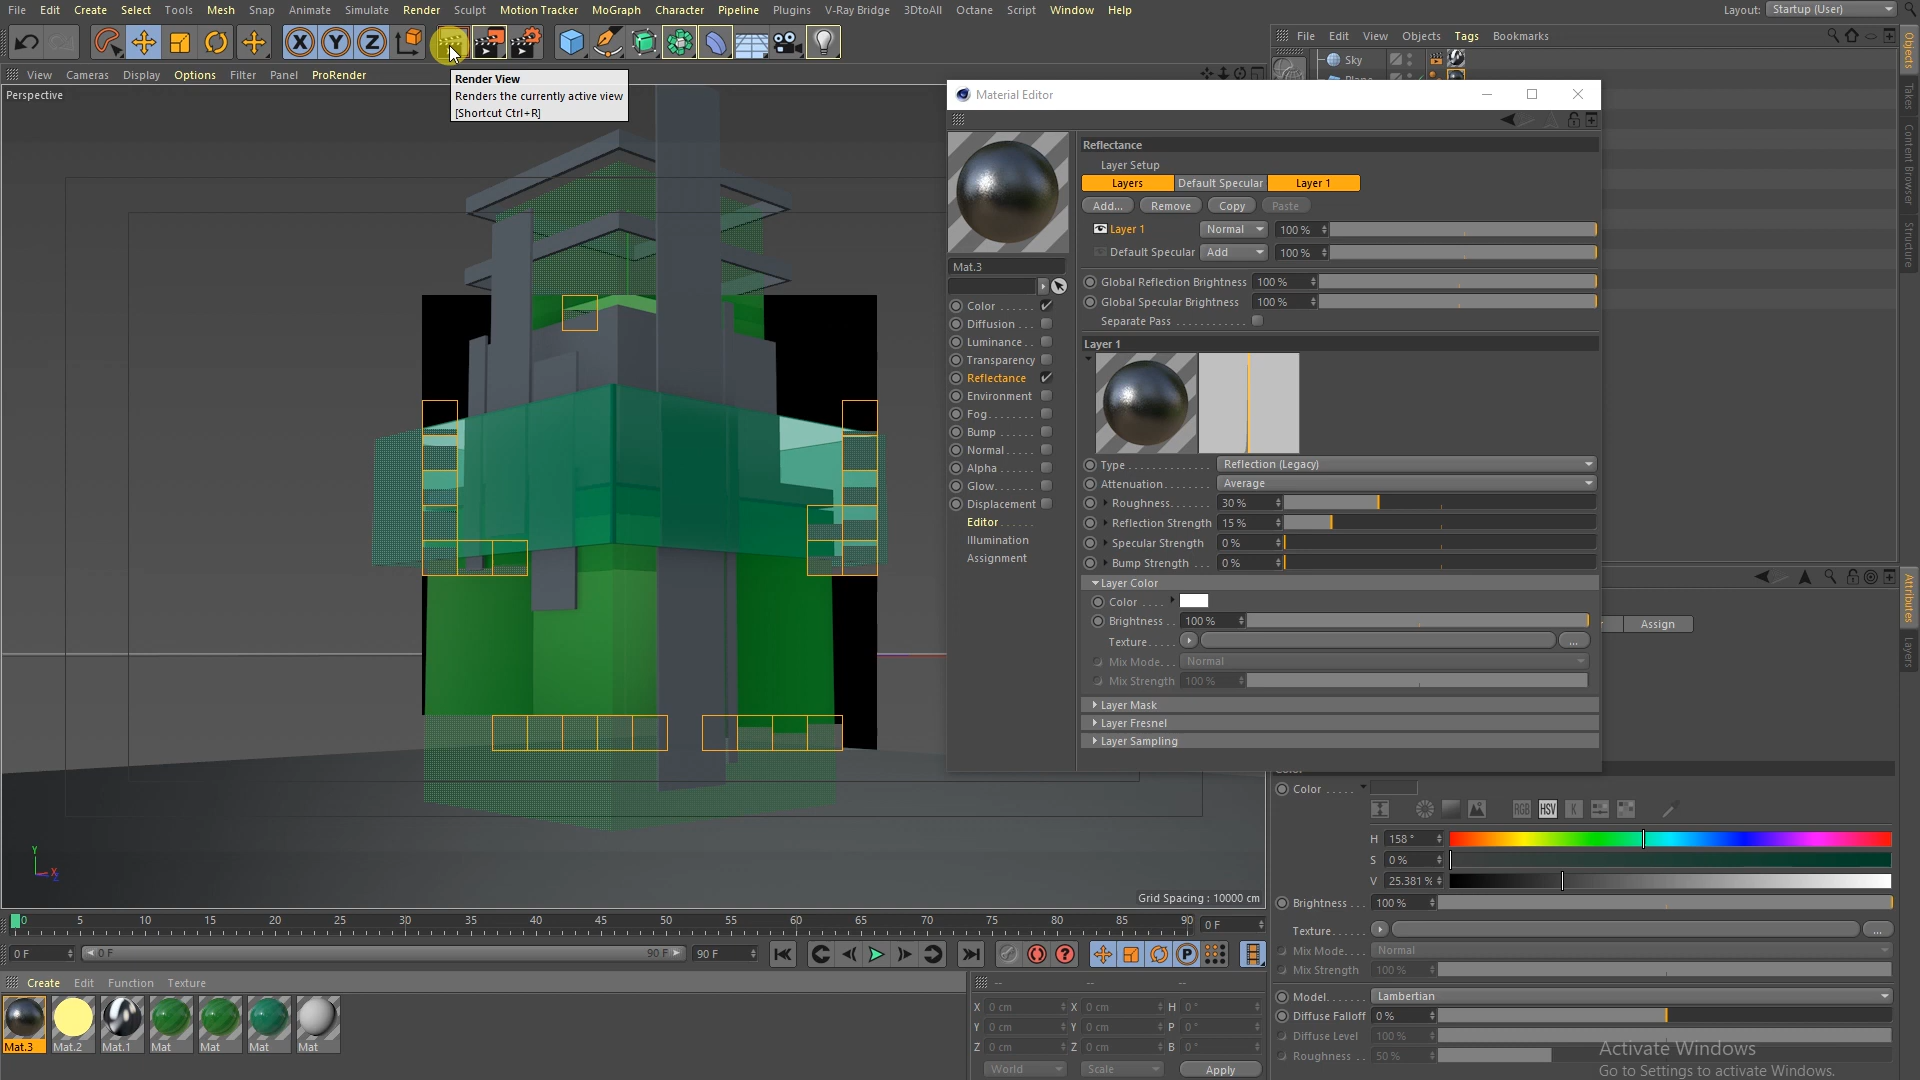 File Edit Create Select Tools Mesh Snap Animate Simulate Render Sculpt Motion Tracker MoGraph Character Pipeline Plugins V-Ray Bridge 3DtoAll Octane Script Window Help Layout: Startup (User)
File Edit View Objects Tags Bookmarks
Sky
View Cameras Display Options Filter Panel ProRender
Render View
Renders the currently active view
[Shortcut Ctrl+R]
Perspective
Material Editor
Reflectance
Layer Setup
Layers Default Specular Layer 1
Add... Remove Copy Paste
Layer 1 Normal 100 %
Default Specular Add 100 %
Mat.3
Global Reflection Brightness 100 %
Global Specular Brightness 100 %
Separate Pass
Color
Diffusion
Luminance
Transparency
Reflectance
Environment
Fog
Bump
Normal
Alpha
Glow
Displacement
Editor
Illumination
Assignment
Layer 1
Type Reflection (Legacy)
Attenuation Average
Roughness 30 %
Reflection Strength 15 %
Specular Strength 0 %
Bump Strength 0 %
Layer Color
Color
Brightness 100 %
Texture ...
Mix Mode Normal
Mix Strength 100 %
Layer Mask
Layer Fresnel
Layer Sampling
Objects
Takes
Content Browser
Structure
Attributes
Layers
Assign
Color
RGB HSV K
H 158 °
S 0 %
V 25.381 %
Brightness 100 %
Texture ...
Mix Mode Normal
Mix Strength 100 %
Model Lambertian
Diffuse Falloff 0 %
Diffuse Level 100 %
Roughness 50 %
Activate Windows
Go to Settings to activate Windows.
Y
X
Z
Grid Spacing : 10000 cm
0 5 10 15 20 25 30 35 40 45 50 55 60 65 70 75 80 85 90 0 F
0 F 0 F 90 F 90 F
P
Create Edit Function Texture
Mat.3 Mat.2 Mat.1 Mat Mat Mat Mat
-- -- --
X 0 cm X 0 cm H 0 °
Y 0 cm Y 0 cm P 0 °
Z 0 cm Z 0 cm B 0 °
World Scale Apply